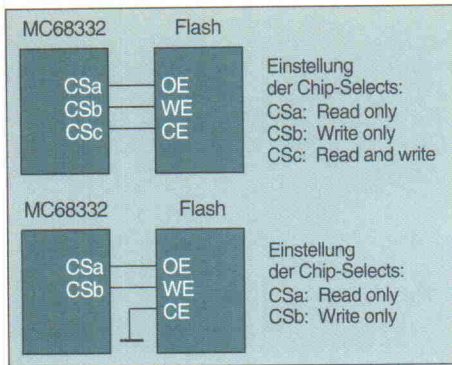 MC68332 Flash
CSa OE
CSb WE
CSc CE
Einstellung
der Chip-Selects:
CSa: Read only
CSb: Write only
CSc: Read and write
MC68332 Flash
CSa OE
CSb WE
CE
Einstellung
der Chip-Selects:
CSa: Read only
CSb: Write only